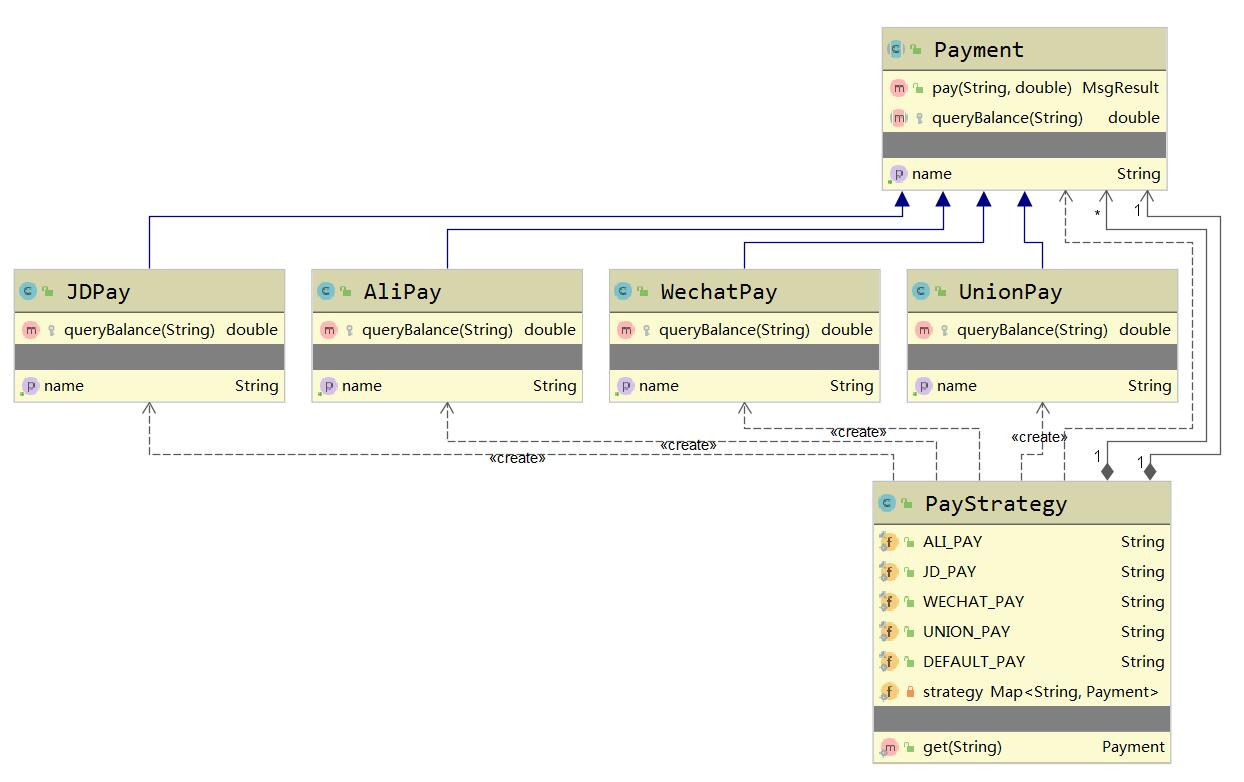 Payment
pay(String, double) MsgResult
queryBalance(String) double
name String
* 1
JDPay
queryBalance(String) double
name String
AliPay
queryBalance(String) double
name String
WechatPay
queryBalance(String) double
name String
UnionPay
queryBalance(String) double
name String
«create»
«create»
«create»
«create»
1 1
PayStrategy
ALI_PAY String
JD_PAY String
WECHAT_PAY String
UNION_PAY String
DEFAULT_PAY String
strategy Map<String, Payment>
get(String) Payment